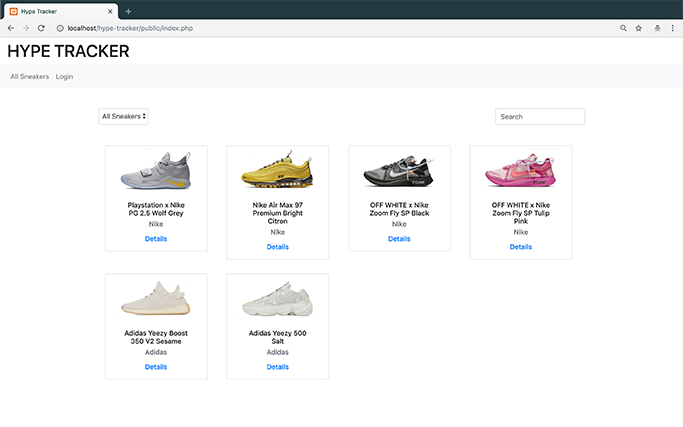 Hype Tracker
localhost/hype-tracker/public/index.php
HYPE TRACKER
All Sneakers Login
All Sneakers
Search
Playstation x Nike
PG 2.5 Wolf Grey
Nike
Details
Nike Air Max 97
Premium Bright
Citron
Nike
Details
OFF WHITE x Nike
Zoom Fly SP Black
Nike
Details
OFF WHITE x Nike
Zoom Fly SP Tulip
Pink
Nike
Details
Adidas Yeezy Boost
350 V2 Sesame
Adidas
Details
Adidas Yeezy 500
Salt
Adidas
Details